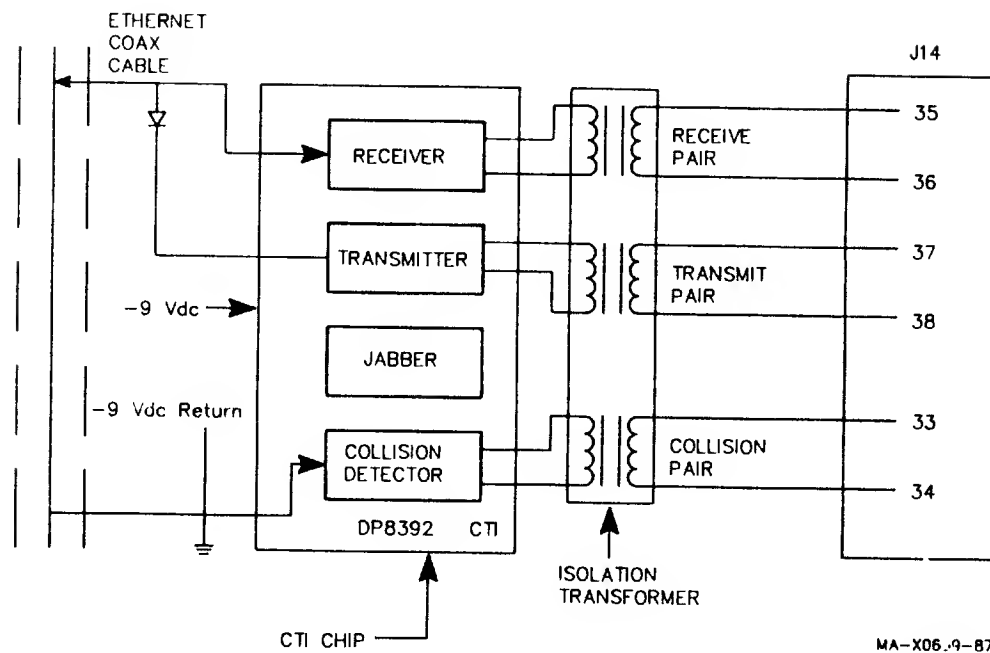 ETHERNET
COAX
CABLE
J14
RECEIVER
RECEIVE
PAIR
35
36
TRANSMITTER
TRANSMIT
PAIR
37
38
-9 Vdc
JABBER
-9 Vdc Return
COLLISION
DETECTOR
COLLISION
PAIR
33
34
DP8392 CTI
ISOLATION
TRANSFORMER
CTI CHIP